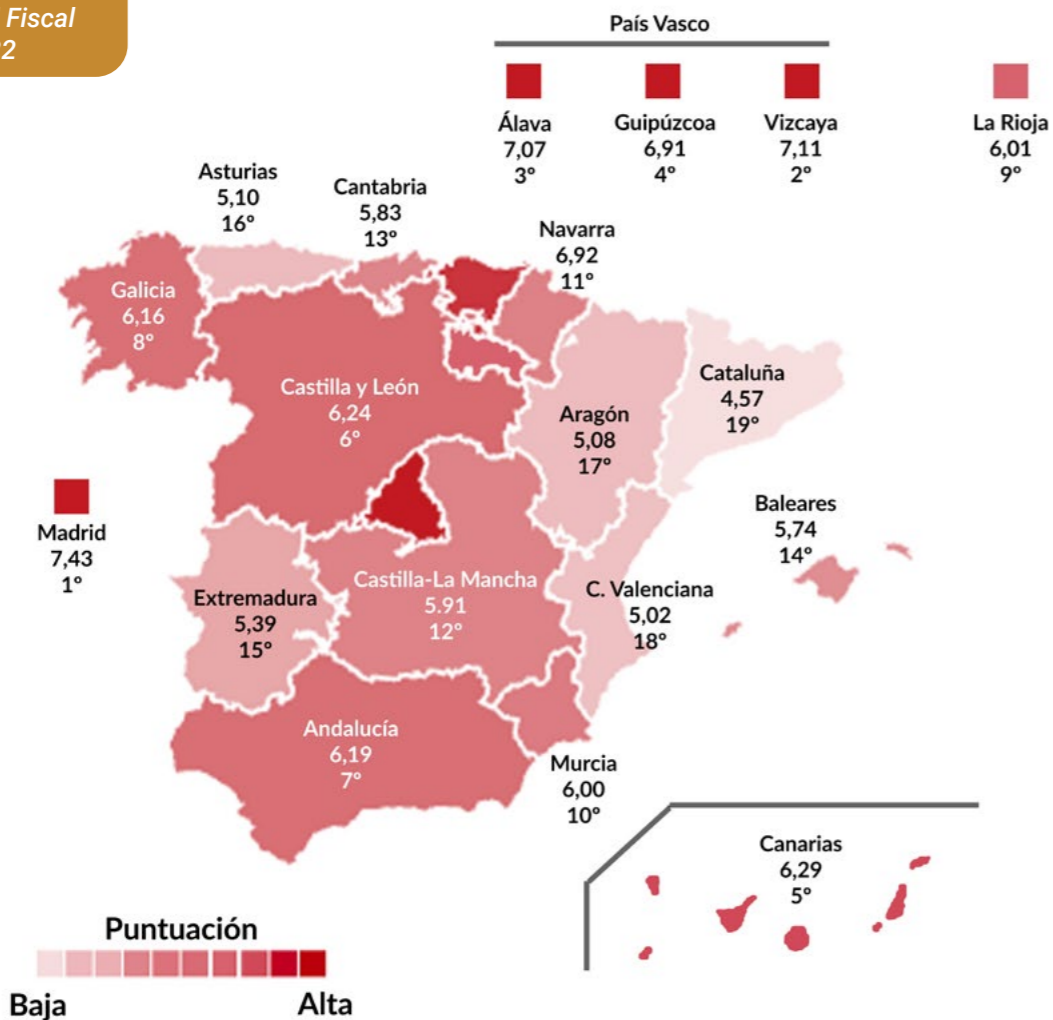 Fiscal
País Vasco
Álava
7,07
3º
Guipúzcoa
6,91
4º
Vizcaya
7,11
2º
La Rioja
6,01
9º
Asturias
5,10
16º
Cantabria
5,83
13º
Navarra
6,92
11º
Galicia
6,16
8º
Castilla y León
6,24
6º
Aragón
5,08
17º
Cataluña
4,57
19º
Madrid
7,43
1º
Baleares
5,74
14º
Extremadura
5,39
15º
Castilla-La Mancha
5.91
12º
C. Valenciana
5,02
18º
Andalucía
6,19
7º
Murcia
6,00
10º
Canarias
6,29
5º
Puntuación
Baja
Alta